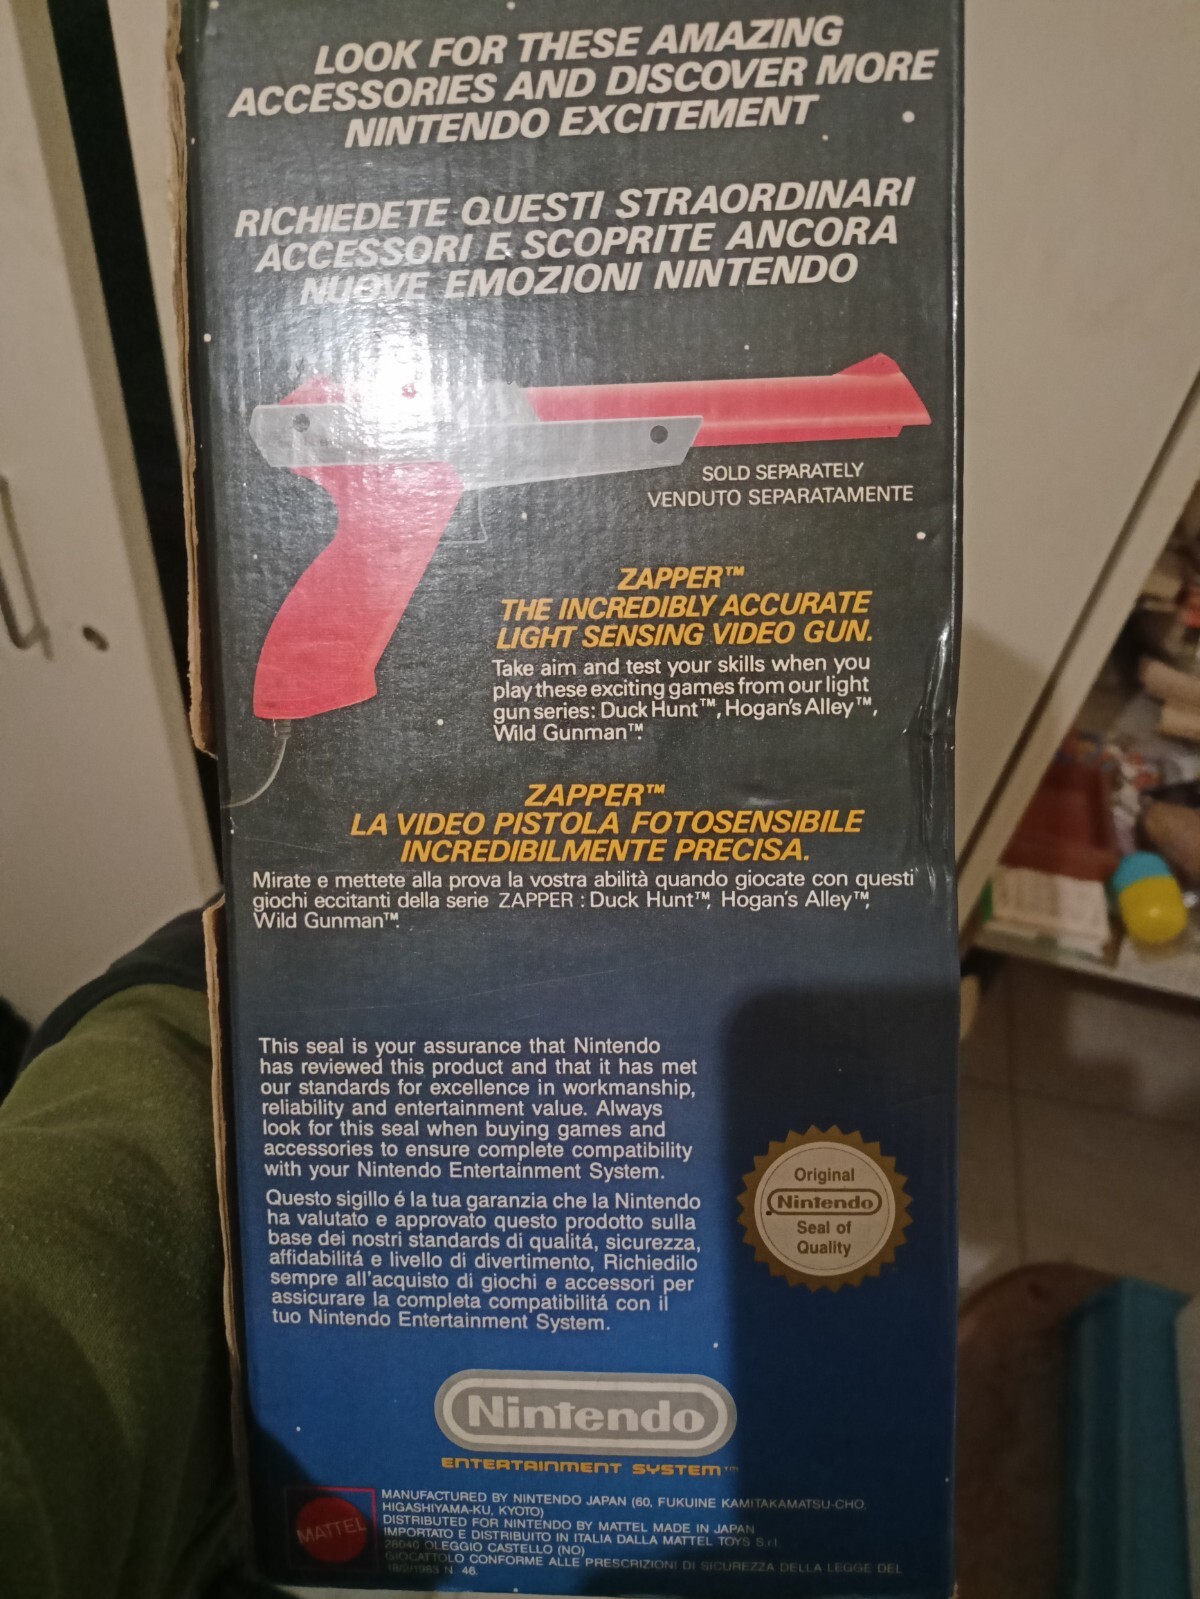 LOOK FOR THESE AMAZING
ACCESSORIES AND DISCOVER MORE
NINTENDO EXCITEMENT
RICHIEDETE QUESTI STRAORDINARI
ACCESSORI E SCOPRITE ANCORA
NUOVE EMOZIONI NINTENDO
SOLD SEPARATELY
VENDUTO SEPARATAMENTE
ZAPPER™
THE INCREDIBLY ACCURATE
LIGHT SENSING VIDEO GUN.
Take aim and test your skills when you
play these exciting games from our light
gun series: Duck Hunt™, Hogan's Alley™,
Wild Gunman™.
ZAPPER™
LA VIDEO PISTOLA FOTOSENSIBILE
INCREDIBILMENTE PRECISA.
Mirate e mettete alla prova la vostra abilità quando giocate con questi
giochi eccitanti della serie ZAPPER : Duck Hunt™, Hogan's Alley™,
Wild Gunman™.
This seal is your assurance that Nintendo
has reviewed this product and that it has met
our standards for excellence in workmanship,
reliability and entertainment value. Always
look for this seal when buying games and
accessories to ensure complete compatibility
with your Nintendo Entertainment System.
Questo sigillo é la tua garanzia che la Nintendo
ha valutato e approvato questo prodotto sulla
base dei nostri standards di qualitá, sicurezza,
affidabilitá e livello di divertimento, Richiedilo
sempre all'acquisto di giochi e accessori per
assicurare la completa compatibilitá con il
tuo Nintendo Entertainment System.
Original
Nintendo
Seal of
Quality
Nintendo
ENTERTAINMENT SYSTEM™
MATTEL
MANUFACTURED BY NINTENDO JAPAN (60, FUKUINE KAMITAKAMATSU-CHO,
HIGASHIYAMA-KU, KYOTO)
DISTRIBUTED FOR NINTENDO BY MATTEL MADE IN JAPAN
IMPORTATO E DISTRIBUITO IN ITALIA DALLA MATTEL TOYS S.r.l.
28040 OLEGGIO CASTELLO (NO)
GIOCATTOLO CONFORME ALLE PRESCRIZIONI DI SICUREZZA DELLA LEGGE DEL
18/2/1983 N. 46.